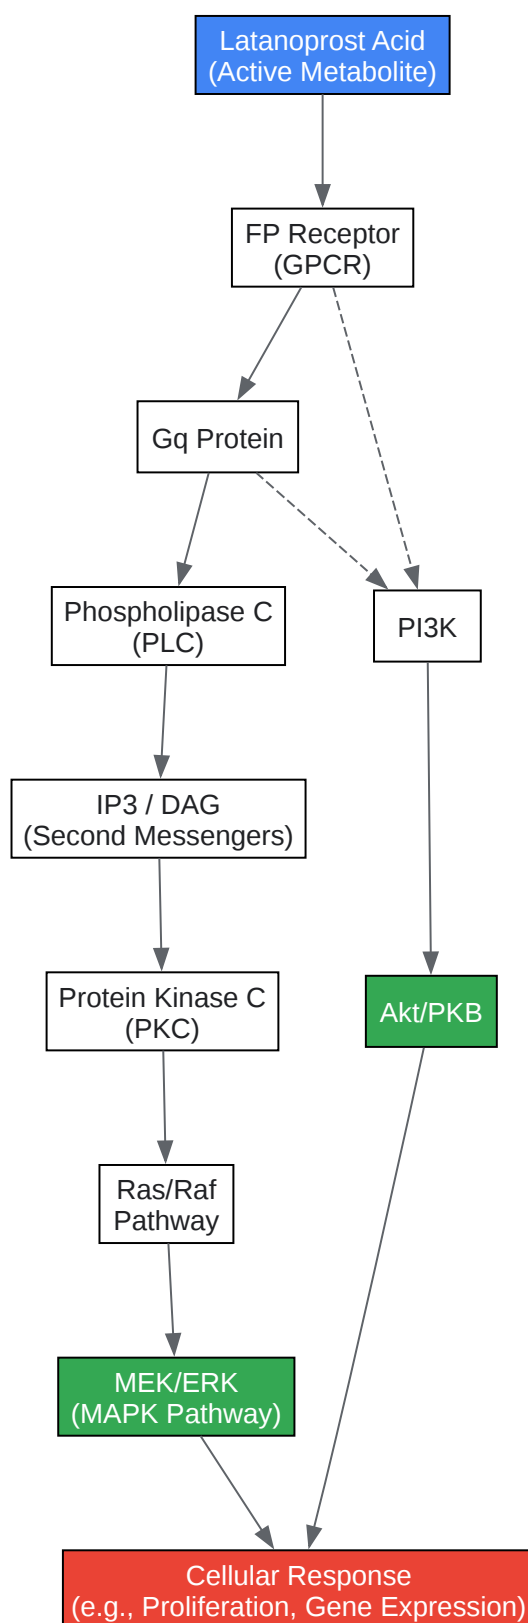 Latanoprost Acid
(Active Metabolite)
FP Receptor
(GPCR)
Gq Protein
Phospholipase C
(PLC)
PI3K
IP3 / DAG
(Second Messengers)
Protein Kinase C
(PKC)
Akt/PKB
Ras/Raf
Pathway
MEK/ERK
(MAPK Pathway)
Cellular Response
(e.g., Proliferation, Gene Expression)